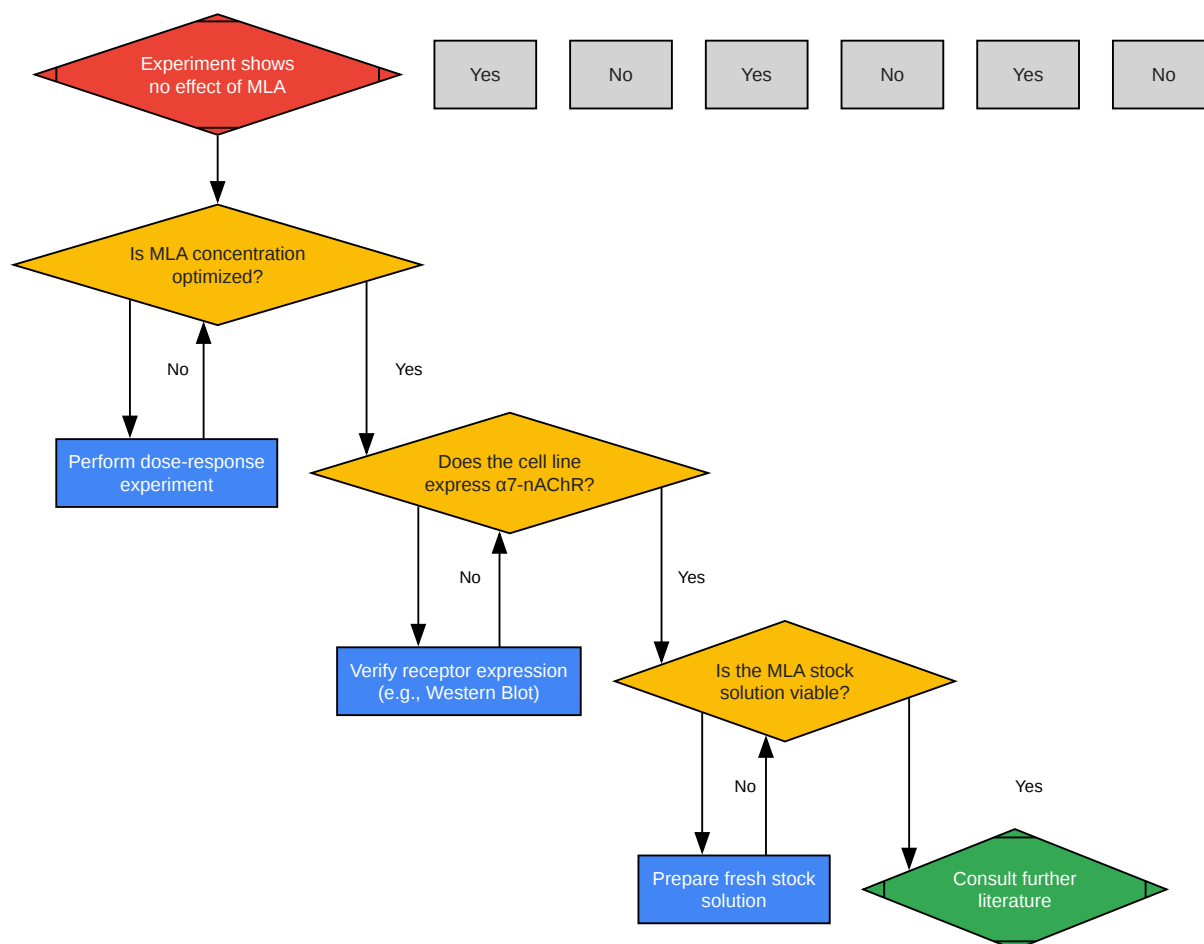 Experiment shows
no effect of MLA
Yes
No
Yes
No
Yes
No
Is MLA concentration
optimized?
No
Yes
Perform dose-response
experiment
Does the cell line
express α7-nAChR?
No
Yes
Verify receptor expression
(e.g., Western Blot)
Is the MLA stock
solution viable?
No
Yes
Prepare fresh stock
solution
Consult further
literature